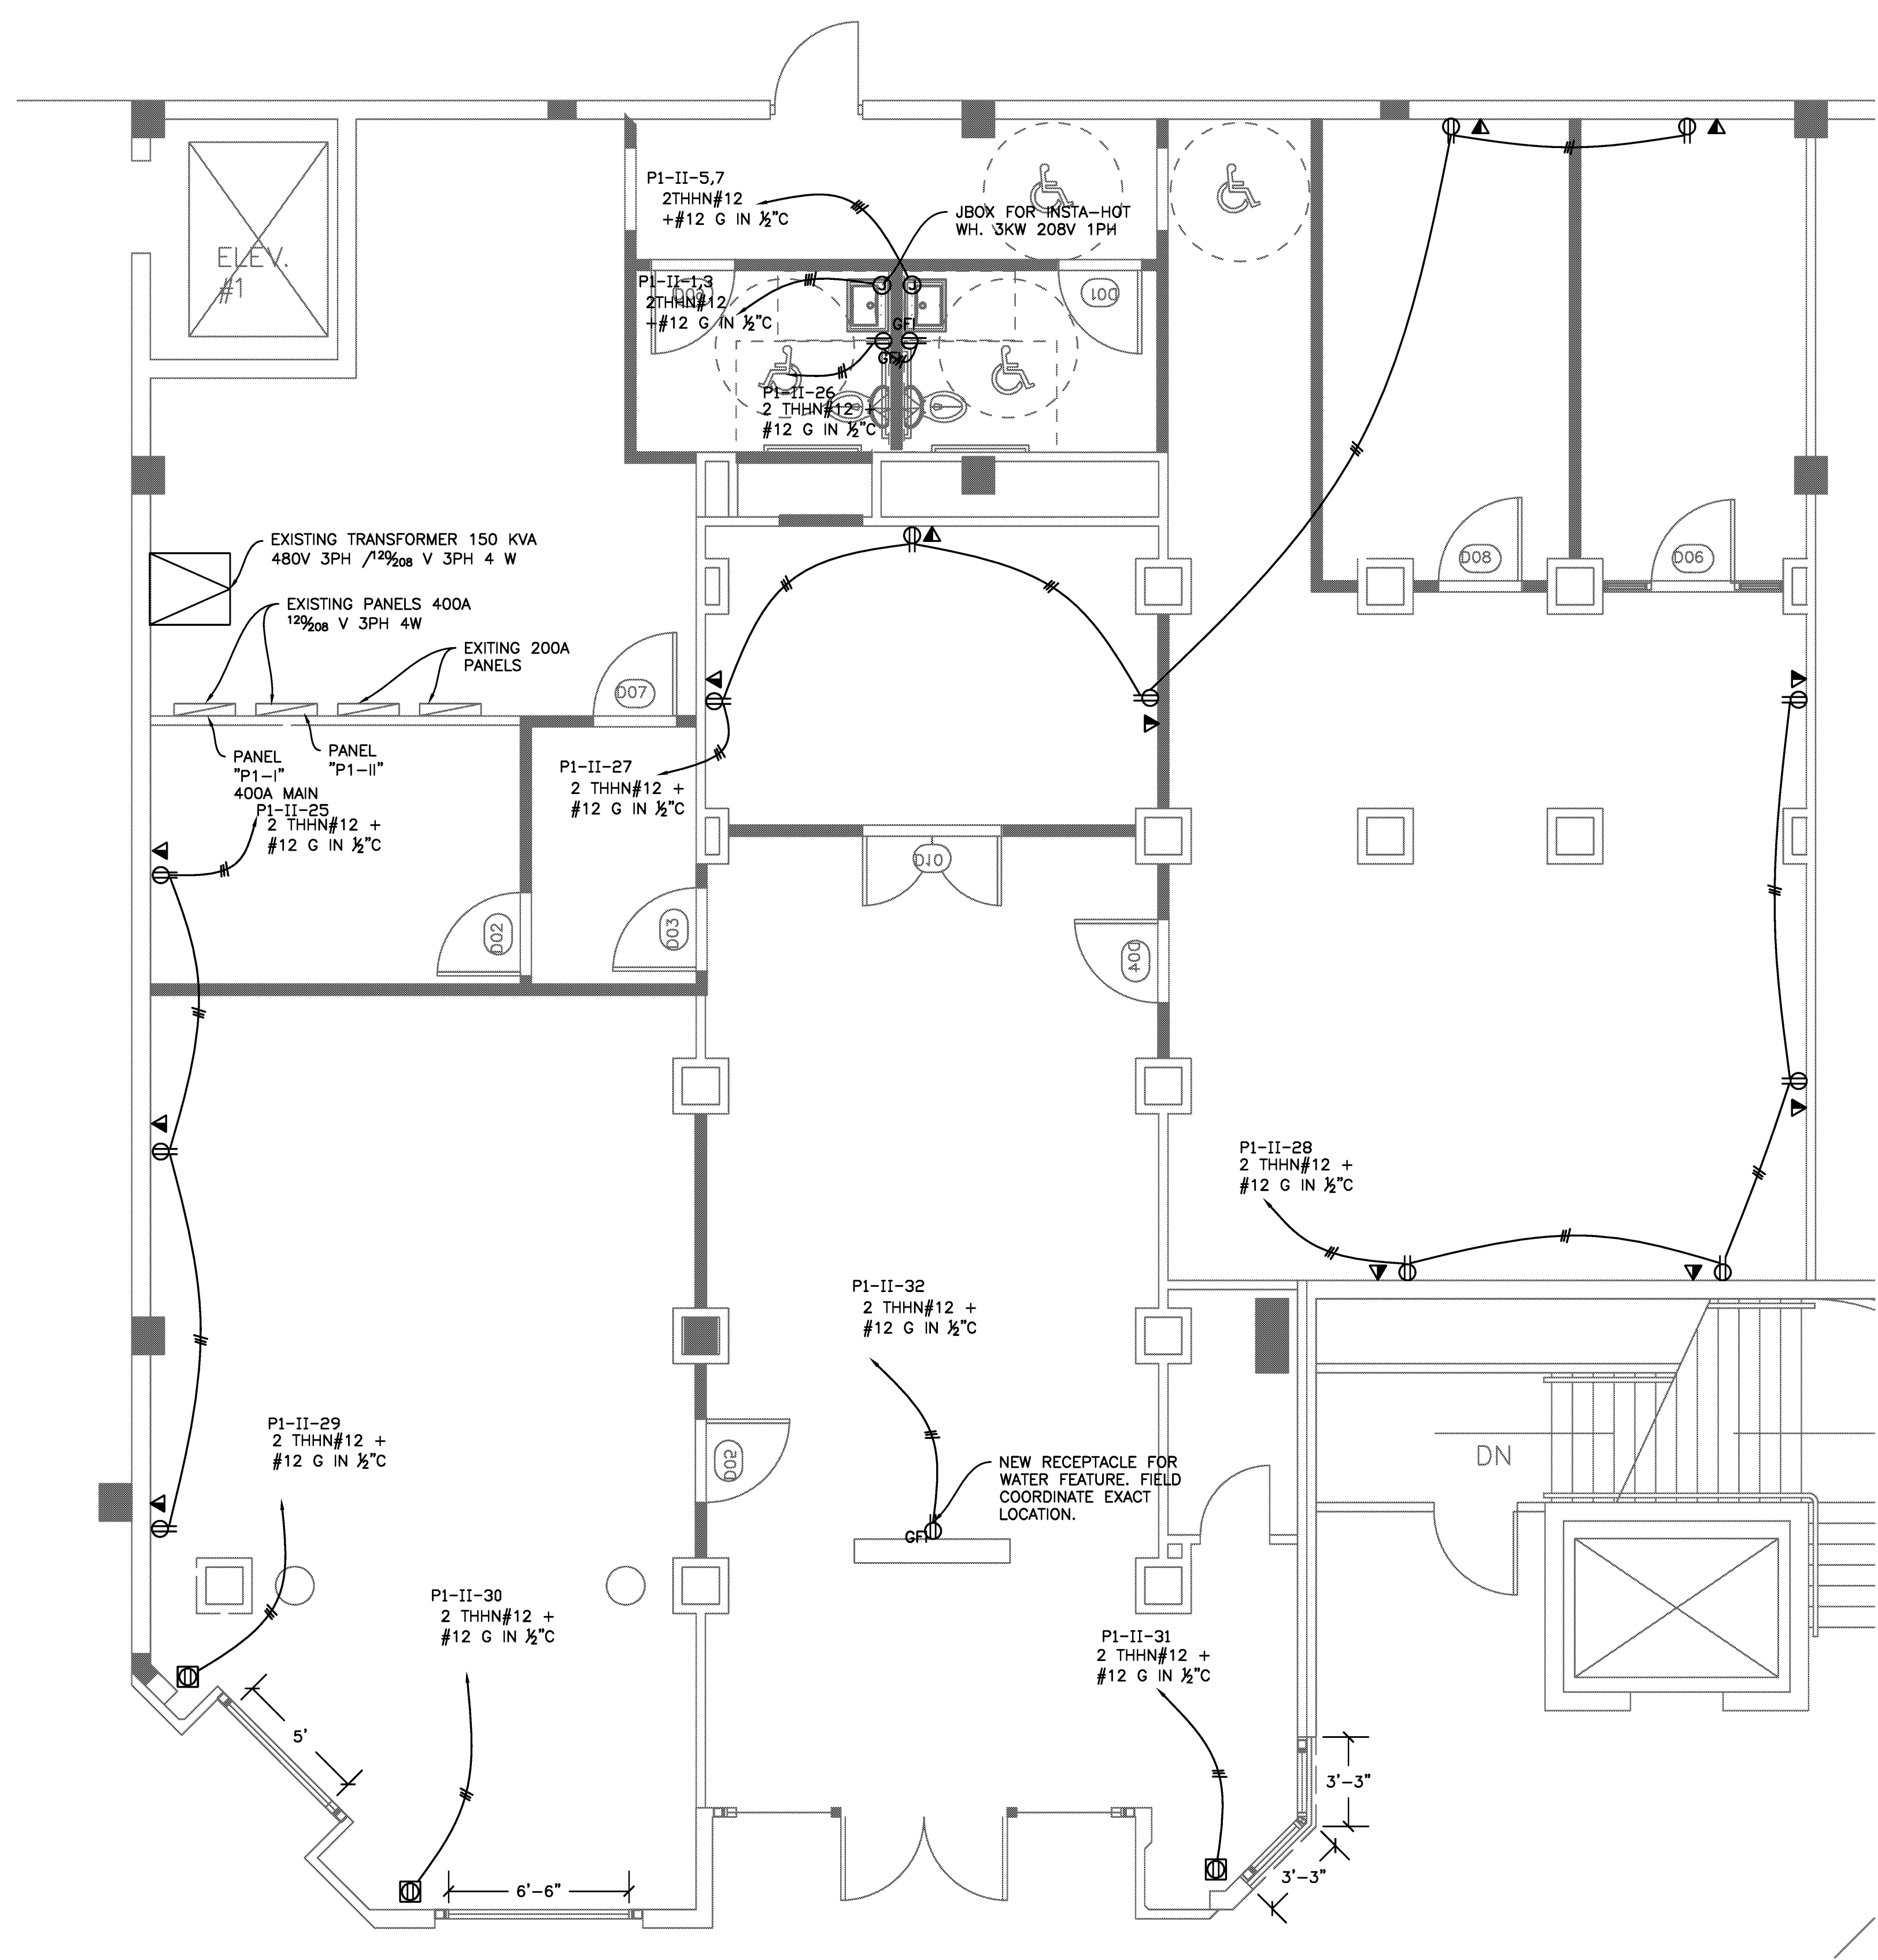 P1-II-5,7
2THHN#12
+#12 G IN ½"C
JBOX FOR INSTA-HOT
WH. 3KW 208V 1PH
ELEV.
#1
P1-II-1,3
2THHN#12
+#12 G IN ½"C
D01
J
J
GFI
GFI
P1-II-26
2 THHN#12 +
#12 G IN ½"C
EXISTING TRANSFORMER 150 KVA
480V 3PH /120/208 V 3PH 4 W
D08
D06
EXISTING PANELS 400A
120/208 V 3PH 4W
EXITING 200A
PANELS
D07
PANEL
"P1-I"
400A MAIN
PANEL
"P1-II"
P1-II-27
2 THHN#12 +
#12 G IN ½"C
P1-II-25
2 THHN#12 +
#12 G IN ½"C
D10
D02
D03
D04
P1-II-28
2 THHN#12 +
#12 G IN ½"C
P1-II-32
2 THHN#12 +
#12 G IN ½"C
P1-II-29
2 THHN#12 +
#12 G IN ½"C
D05
DN
NEW RECEPTACLE FOR
WATER FEATURE. FIELD
COORDINATE EXACT
LOCATION.
GFI
P1-II-30
2 THHN#12 +
#12 G IN ½"C
P1-II-31
2 THHN#12 +
#12 G IN ½"C
5'
3'-3"
3'-3"
6'-6"